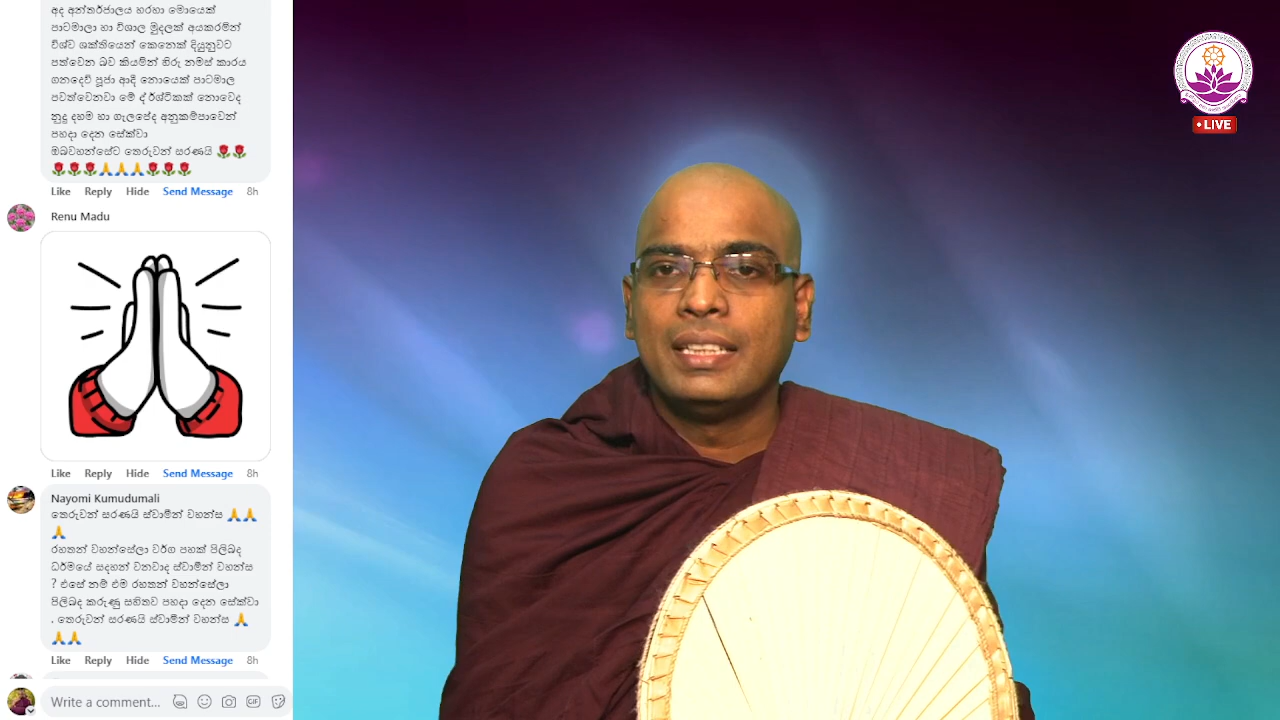 අද අන්තර්ජාලය හරහා මොයෙක්
පාටමාලා හා විශාල මුදලක් අයකරමින්
විශ්ව ශක්තියෙන් කෙනෙක් දියුනුවට
පත්වෙන බව කියමින් හිරු නමස් කාරය
ගනදෙවි පූජා ආදී නොයෙක් පාටමාල
පවත්වෙනවා මේ ද් ර්ශ්ටිකක් නොවෙද
නුදු දහම හා ගැලපේද අනුකම්පාවෙන්
පහදා දෙන සේක්වා
ඔබවහන්සේට තෙරුවන් සරණයි 🌹🌹
🌹🌹🌹🙏🙏🙏🌹🌹🌹
Like Reply Hide Send Message 8h
Renu Madu
Like Reply Hide Send Message 8h
Nayomi Kumudumali
තෙරුවන් සරණයි ස්වාමීන් වහන්ස 🙏🙏
🙏
රහතන් වහන්සේලා වර්ග පහක් පිලිබද
ධර්මයේ සදහන් වනවාද ස්වාමීන් වහන්ස
? එසේ නම් එම රහතන් වහන්සේලා
පිලිබද කරුණු සහිතව පහදා දෙන සේක්වා
. තෙරුවන් සරණයි ස්වාමීන් වහන්ස 🙏
🙏🙏
Like Reply Hide Send Message 8h
Write a comment...
GIF
• LIVE